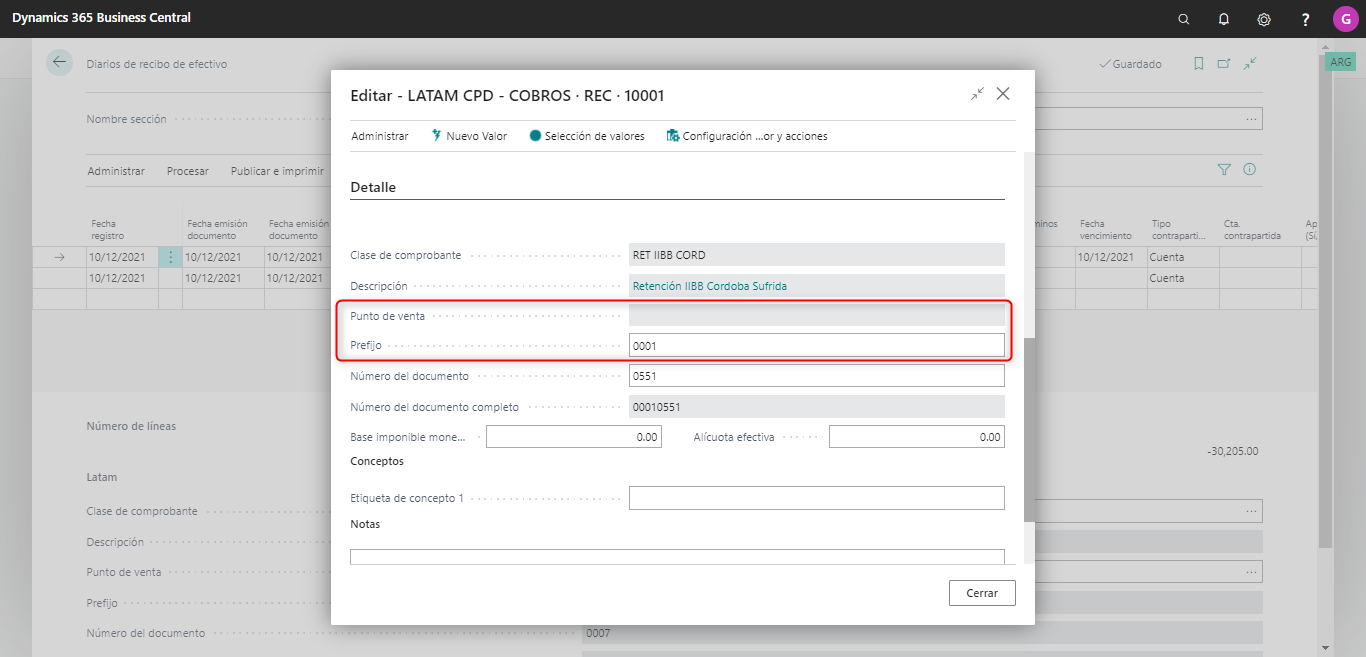 Dynamics 365 Business Central
?
G
Diarios de recibo de efectivo
Guardado
ARG
Nombre sección
Administrar Procesar Publicar e imprimir
Fecha registro
Fecha emisión documento
Fecha emisión documento
Fecha vencimiento
Tipo contraparti...
Cta. contrapartida
10/12/2021 10/12/2021 10/12/2021 10/12/2021 Cuenta
10/12/2021 10/12/2021 10/12/2021 Cuenta
Número de líneas
-30,205.00
Latam
Clase de comprobante
Descripción
Punto de venta
Prefijo
Número del documento
0007
Editar - LATAM CPD - COBROS · REC · 10001
Administrar Nuevo Valor Selección de valores Configuración ...or y acciones
Detalle
Clase de comprobante RET IIBB CORD
Descripción Retención IIBB Cordoba Sufrida
Punto de venta
Prefijo 0001
Número del documento 0551
Número del documento completo 00010551
Base imponible mone... 0.00 Alícuota efectiva 0.00
Conceptos
Etiqueta de concepto 1
Notas
Cerrar